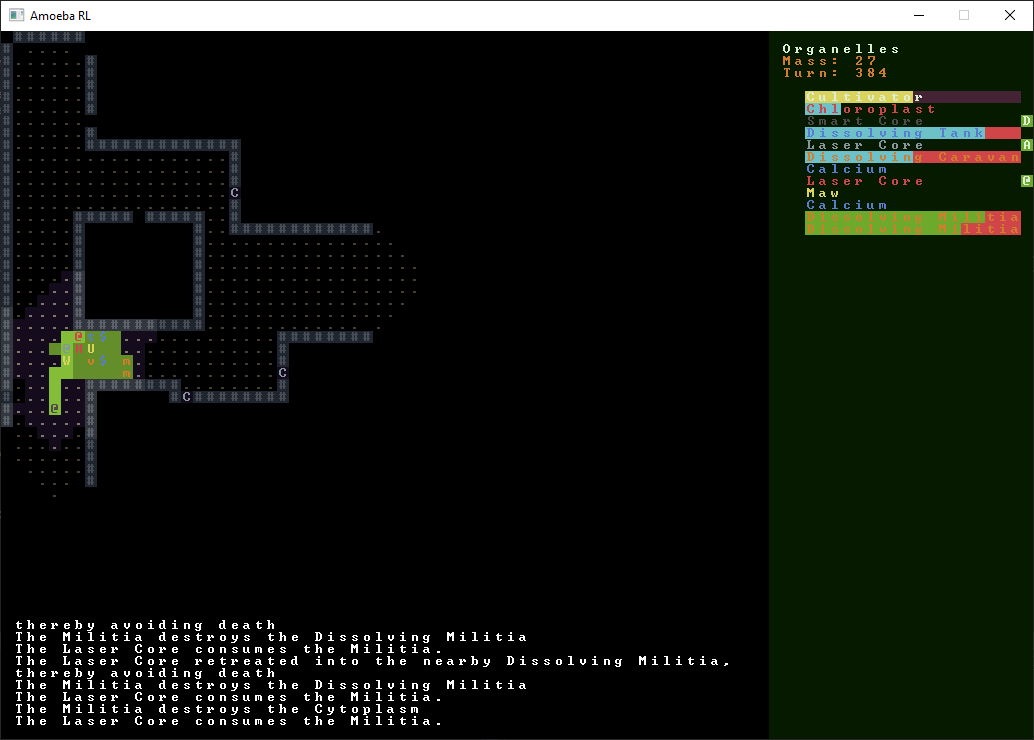 Amoeba RL
Organelles
Mass: 27
Turn: 384
Cultivator
Chloroplast
Smart Core D
Dissolving Tank
Laser Core A
Dissolving Caravan
Calcium
Laser Core @
Maw
Calcium
Dissolving Militia
Dissolving Militia
thereby avoiding death
The Militia destroys the Dissolving Militia
The Laser Core consumes the Militia.
The Laser Core retreated into the nearby Dissolving Militia,
thereby avoiding death
The Militia destroys the Dissolving Militia
The Laser Core consumes the Militia.
The Militia destroys the Cytoplasm
The Laser Core consumes the Militia.